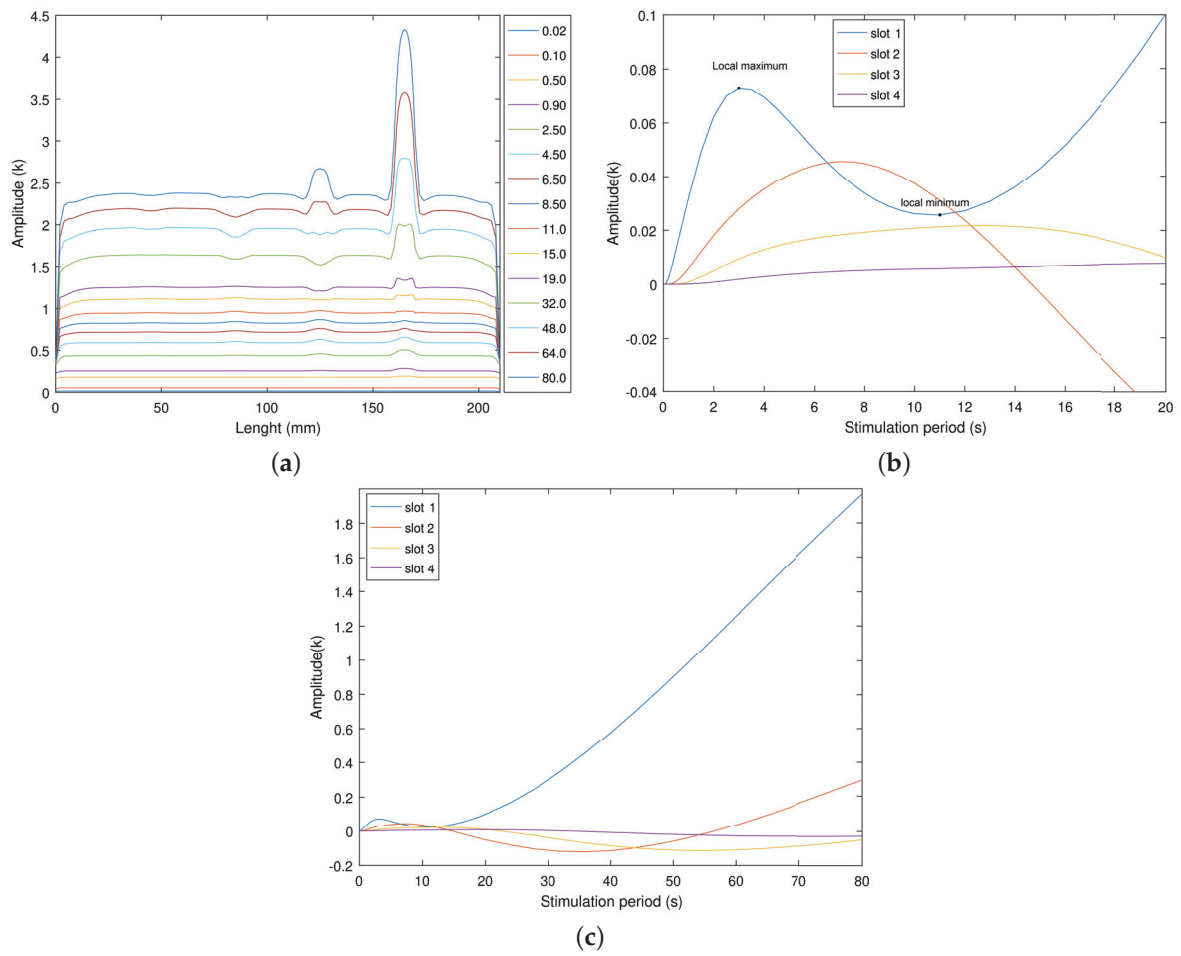 4.5
4
3.5
3
2.5
2
1.5
1
0.5
0
Amplitude (k)
0 50 100 150 200
Lenght (mm)
0.02
0.10
0.50
0.90
2.50
4.50
6.50
8.50
11.0
15.0
19.0
32.0
48.0
64.0
80.0
(a)
0.1
0.08
0.06
0.04
0.02
0
-0.02
-0.04
Amplitude(k)
slot 1
slot 2
slot 3
slot 4
Local maximum
local minimum
0 2 4 6 8 10 12 14 16 18 20
Stimulation period (s)
(b)
1.8
1.6
1.4
1.2
1
0.8
0.6
0.4
0.2
0
-0.2
Amplitude(k)
slot 1
slot 2
slot 3
slot 4
0 10 20 30 40 50 60 70 80
Stimulation period (s)
(c)